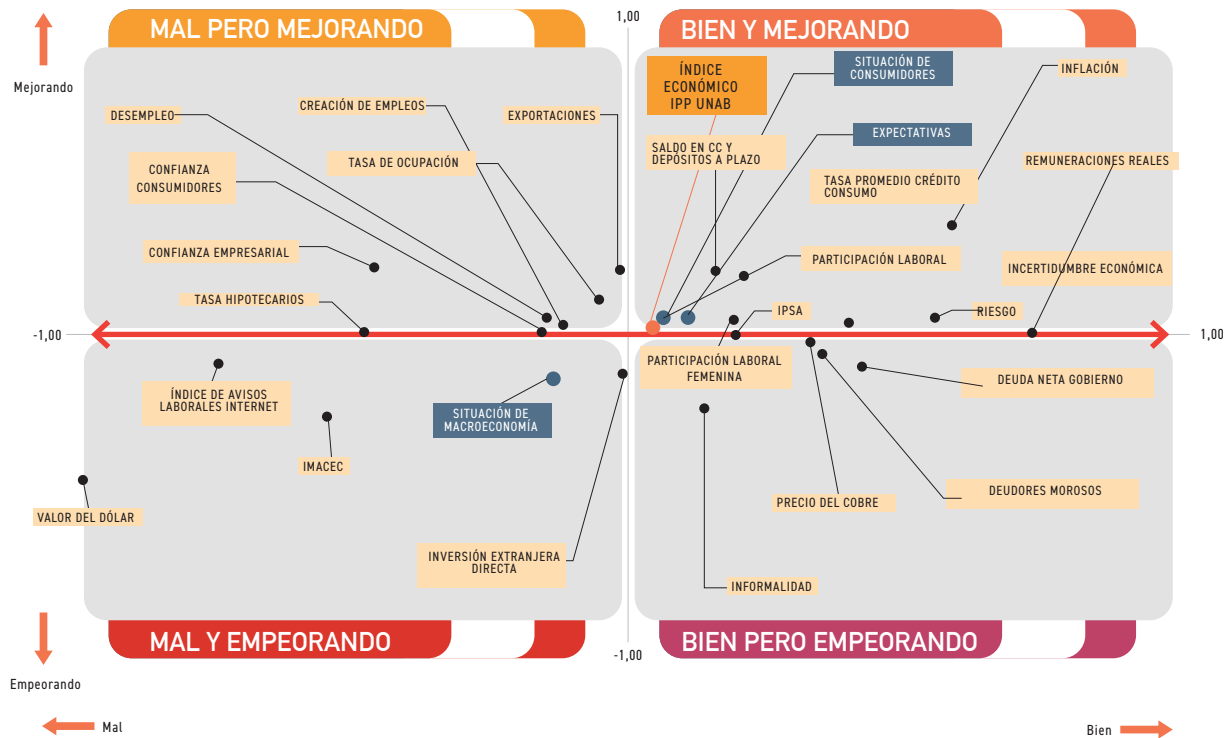 MAL PERO MEJORANDO
1,00
BIEN Y MEJORANDO
Mejorando
DESEMPLEO
CREACIÓN DE EMPLEOS
EXPORTACIONES
ÍNDICE
ECONÓMICO
IPP UNAB
SITUACIÓN DE
CONSUMIDORES
INFLACIÓN
EXPECTATIVAS
CONFIANZA
CONSUMIDORES
TASA DE OCUPACIÓN
SALDO EN CC Y
DEPÓSITOS A PLAZO
TASA PROMEDIO CRÉDITO
CONSUMO
REMUNERACIONES REALES
CONFIANZA EMPRESARIAL
PARTICIPACIÓN LABORAL
INCERTIDUMBRE ECONÓMICA
TASA HIPOTECARIOS
IPSA
RIESGO
-1,00
1,00
ÍNDICE DE AVISOS
LABORALES INTERNET
SITUACIÓN DE
MACROECONOMÍA
PARTICIPACIÓN LABORAL
FEMENINA
DEUDA NETA GOBIERNO
IMACEC
VALOR DEL DÓLAR
PRECIO DEL COBRE
DEUDORES MOROSOS
INVERSIÓN EXTRANJERA
DIRECTA
INFORMALIDAD
MAL Y EMPEORANDO
-1,00
BIEN PERO EMPEORANDO
Empeorando
Mal
Bien